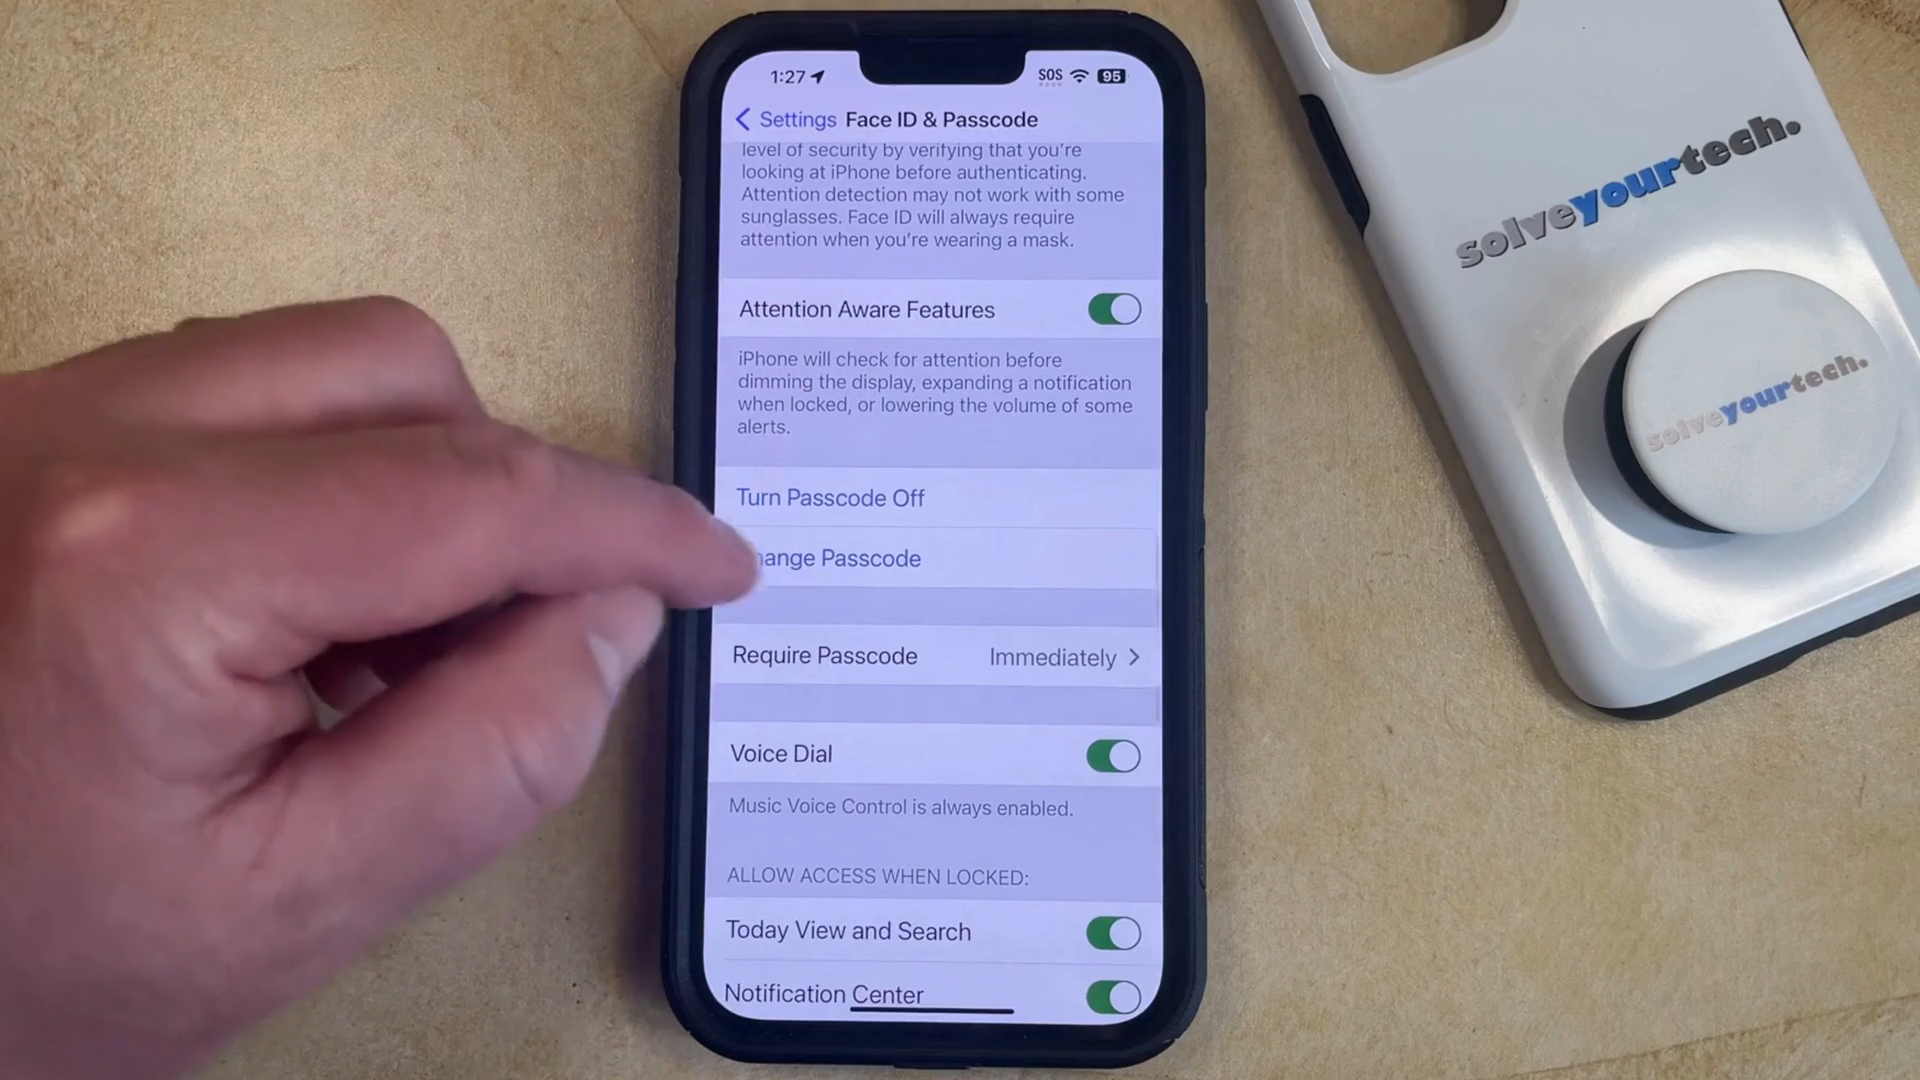 1:27
SOS
95
Settings
Face ID & Passcode
level of security by verifying that you're
looking at iPhone before authenticating.
Attention detection may not work with some
sunglasses. Face ID will always require
attention when you're wearing a mask.
Attention Aware Features
iPhone will check for attention before
dimming the display, expanding a notification
when locked, or lowering the volume of some
alerts.
Turn Passcode Off
hange Passcode
Require Passcode
Immediately
Voice Dial
Music Voice Control is always enabled.
ALLOW ACCESS WHEN LOCKED:
Today View and Search
Notification Center
solveyourtech.
solveyourtech.